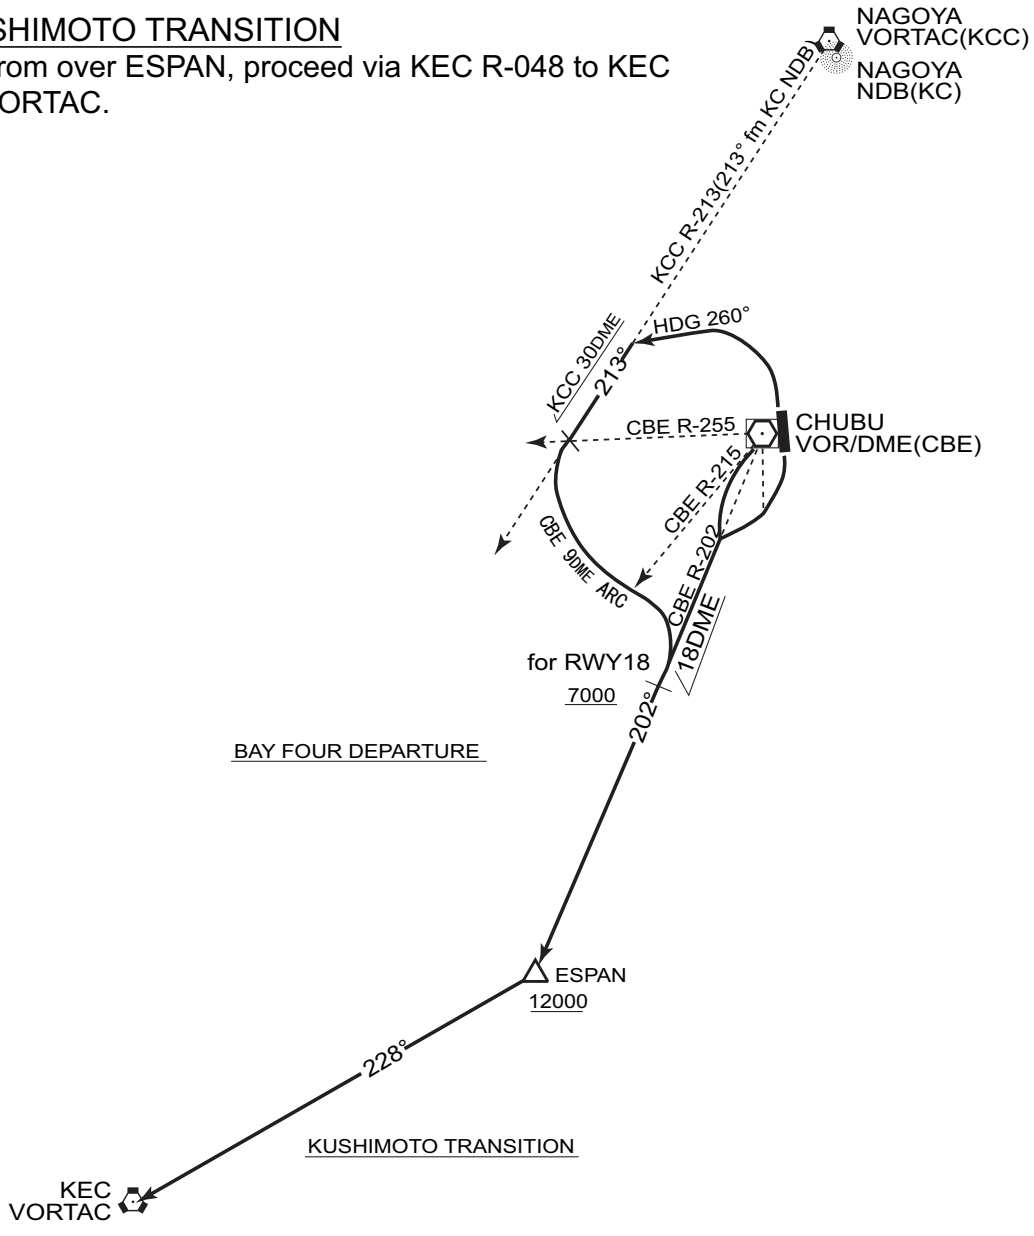 SHIMOTO TRANSITION
rom over ESPAN, proceed via KEC R-048 to KEC
ORTAC.
NAGOYA
VORTAC(KCC)
NAGOYA
NDB(KC)
KCC R-213(213° fm KC NDB)
HDG 260°
KCC 30DME
213°
CBE R-255
CHUBU
VOR/DME(CBE)
CBE R-215
CBE 9DME ARC
CBE R-202
18DME
for RWY18
7000
202°
BAY FOUR DEPARTURE
ESPAN
12000
228°
KUSHIMOTO TRANSITION
KEC
VORTAC